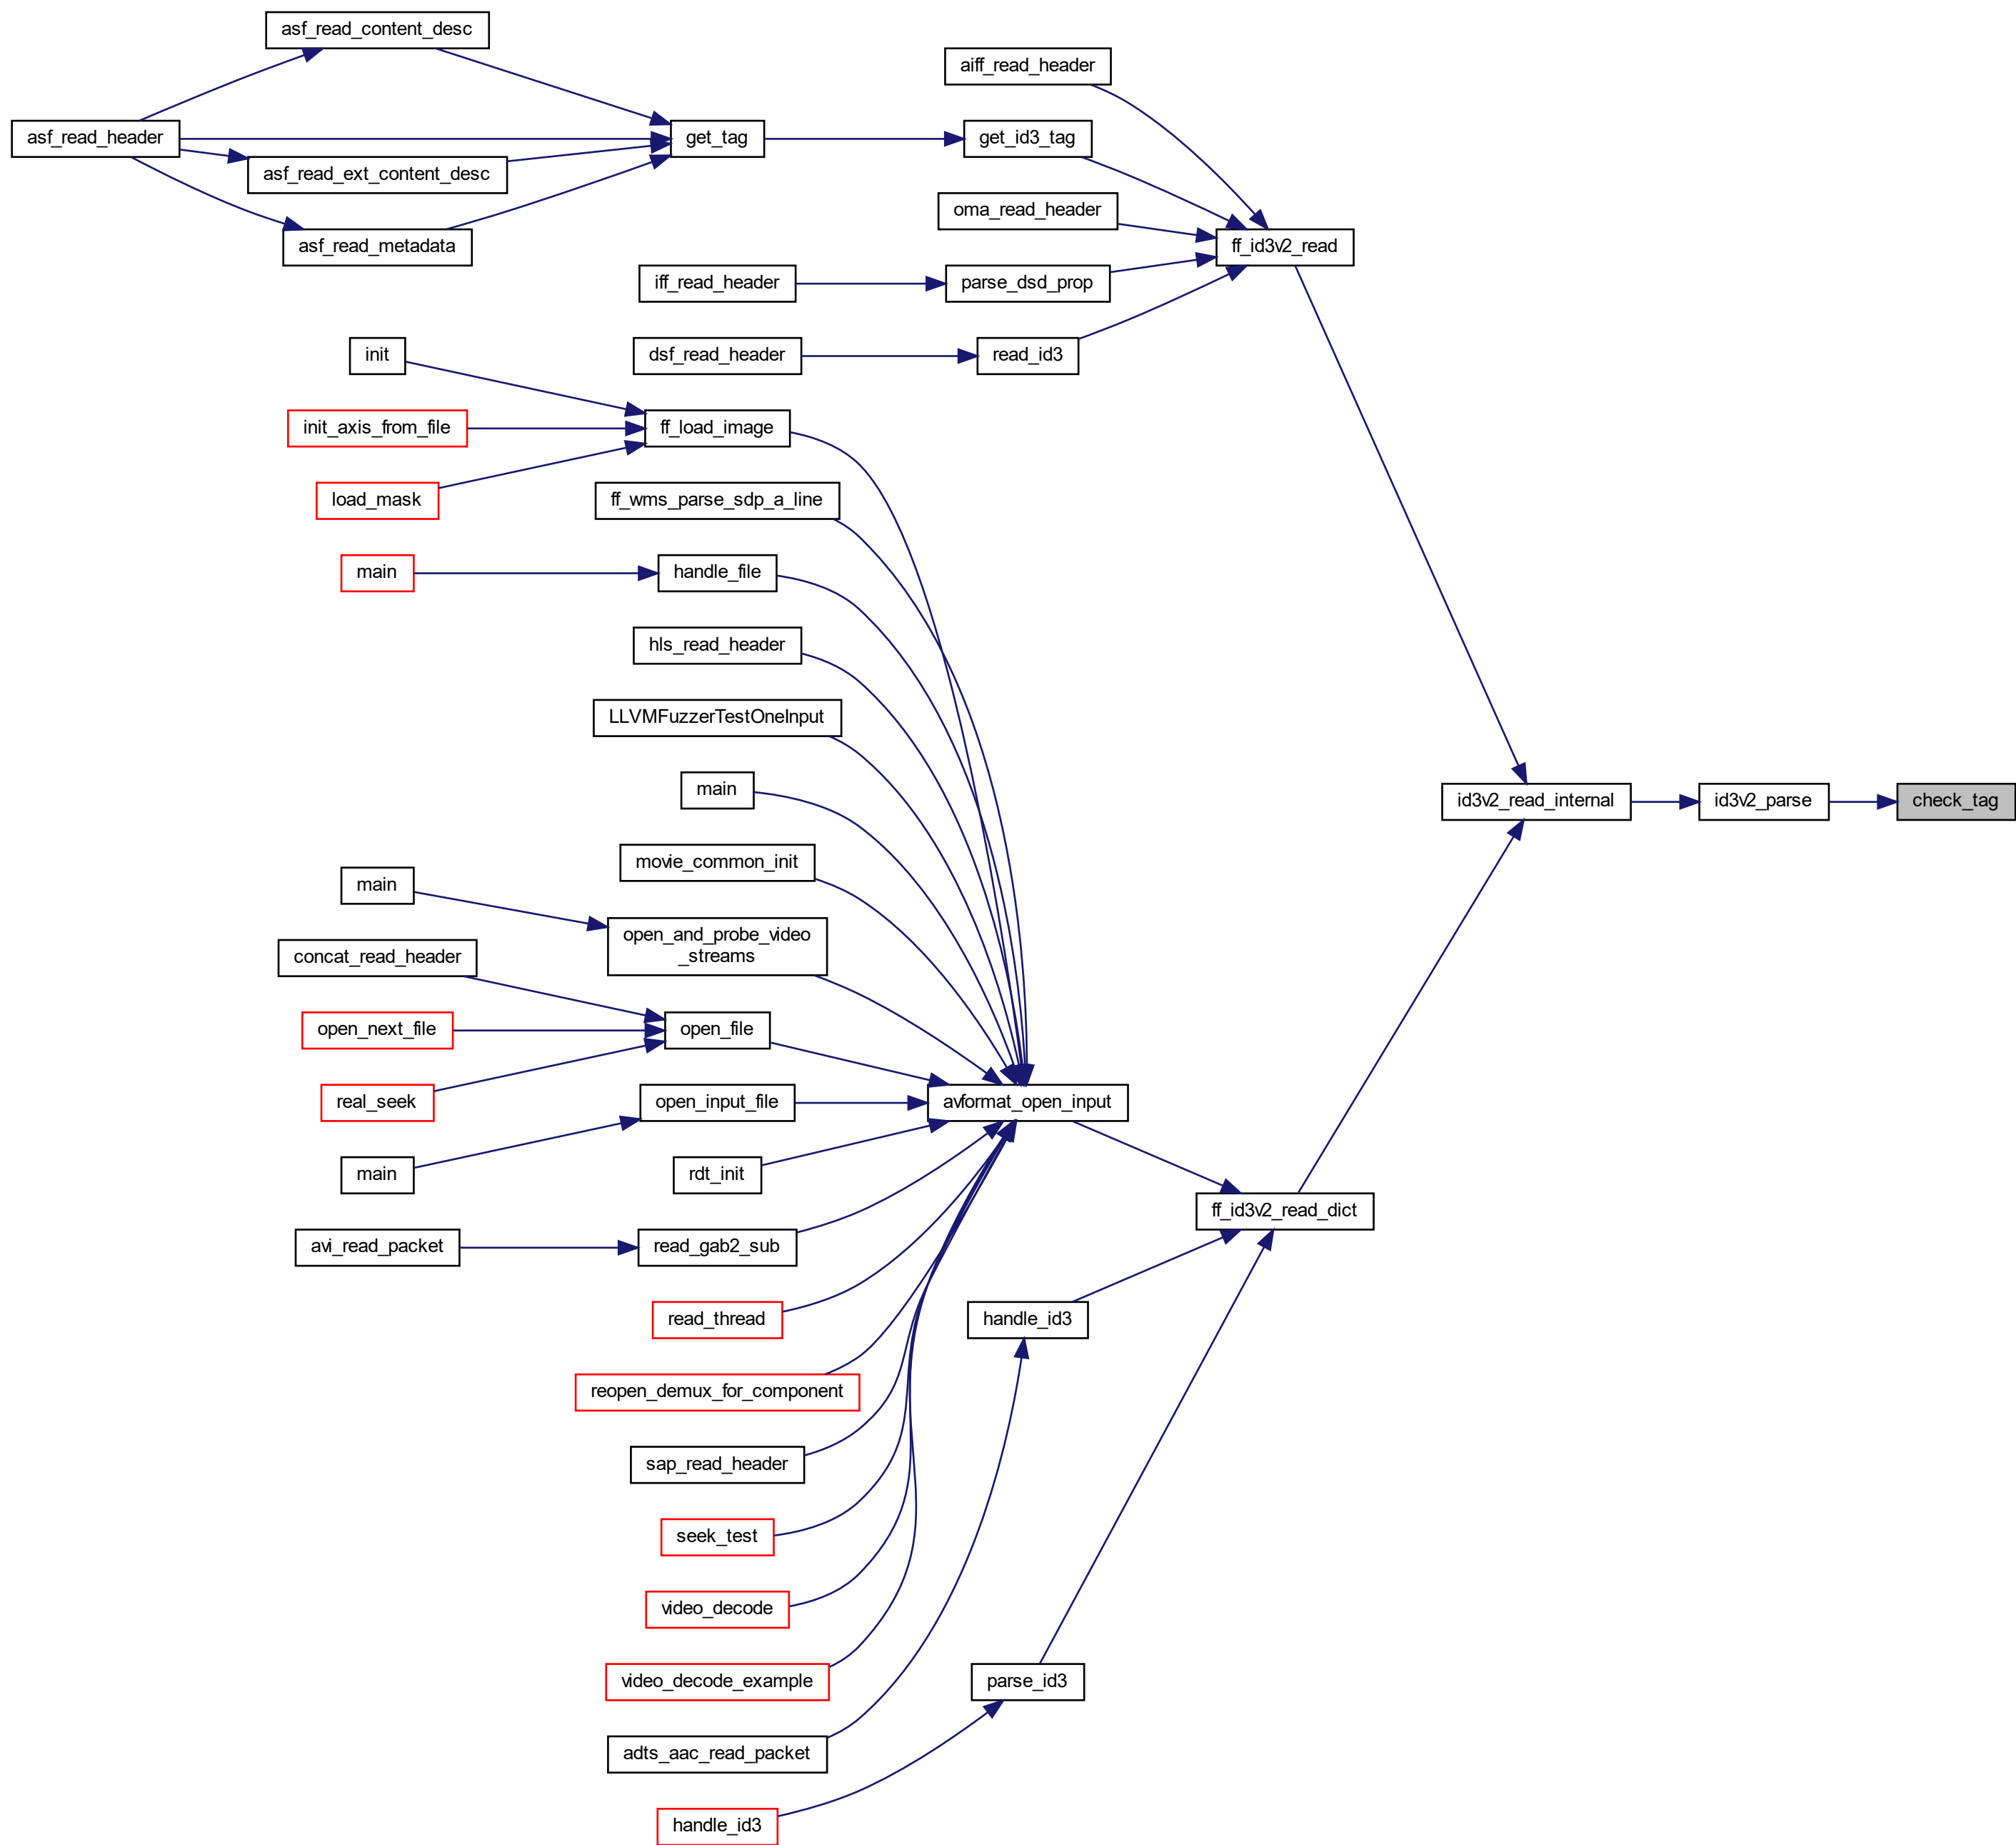 asf_read_content_desc
aiff_read_header
asf_read_header
get_tag
get_id3_tag
asf_read_ext_content_desc
oma_read_header
asf_read_metadata
ff_id3v2_read
iff_read_header
parse_dsd_prop
init
dsf_read_header
read_id3
init_axis_from_file
ff_load_image
load_mask
ff_wms_parse_sdp_a_line
main
handle_file
hls_read_header
LLVMFuzzerTestOneInput
main
id3v2_read_internal
id3v2_parse
check_tag
movie_common_init
main
open_and_probe_video
_streams
concat_read_header
open_next_file
open_file
real_seek
open_input_file
avformat_open_input
main
rdt_init
ff_id3v2_read_dict
avi_read_packet
read_gab2_sub
read_thread
handle_id3
reopen_demux_for_component
sap_read_header
seek_test
video_decode
video_decode_example
parse_id3
adts_aac_read_packet
handle_id3